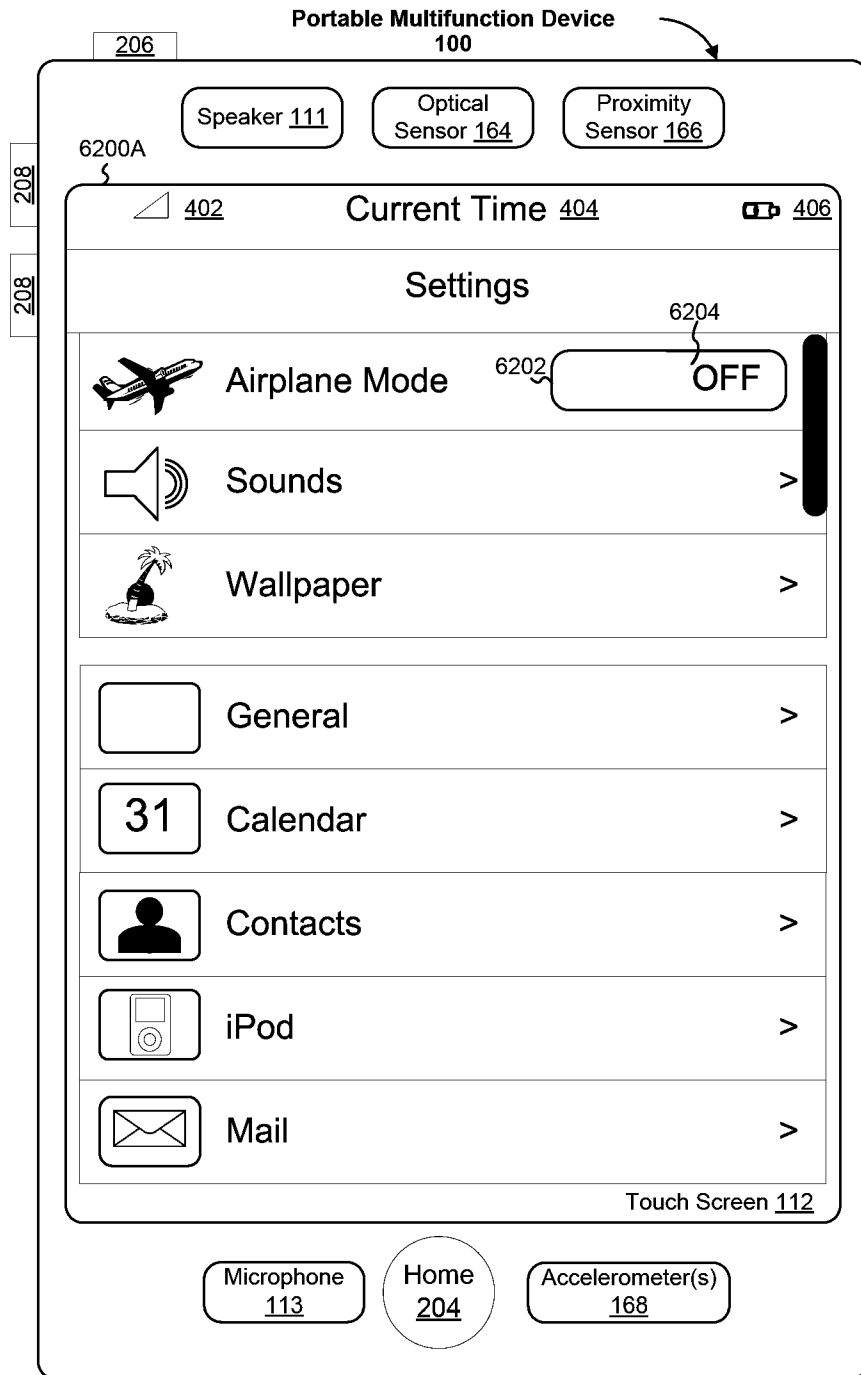 Portable Multifunction Device
100
206
Speaker 111
Optical
Sensor 164
Proximity
Sensor 166
6200A
208
402
Current Time 404
406
208
Settings
6204
Airplane Mode
6202
OFF
Sounds >
Wallpaper >
General >
31
Calendar >
Contacts >
iPod >
Mail >
Touch Screen 112
Microphone
113
Home
204
Accelerometer(s)
168